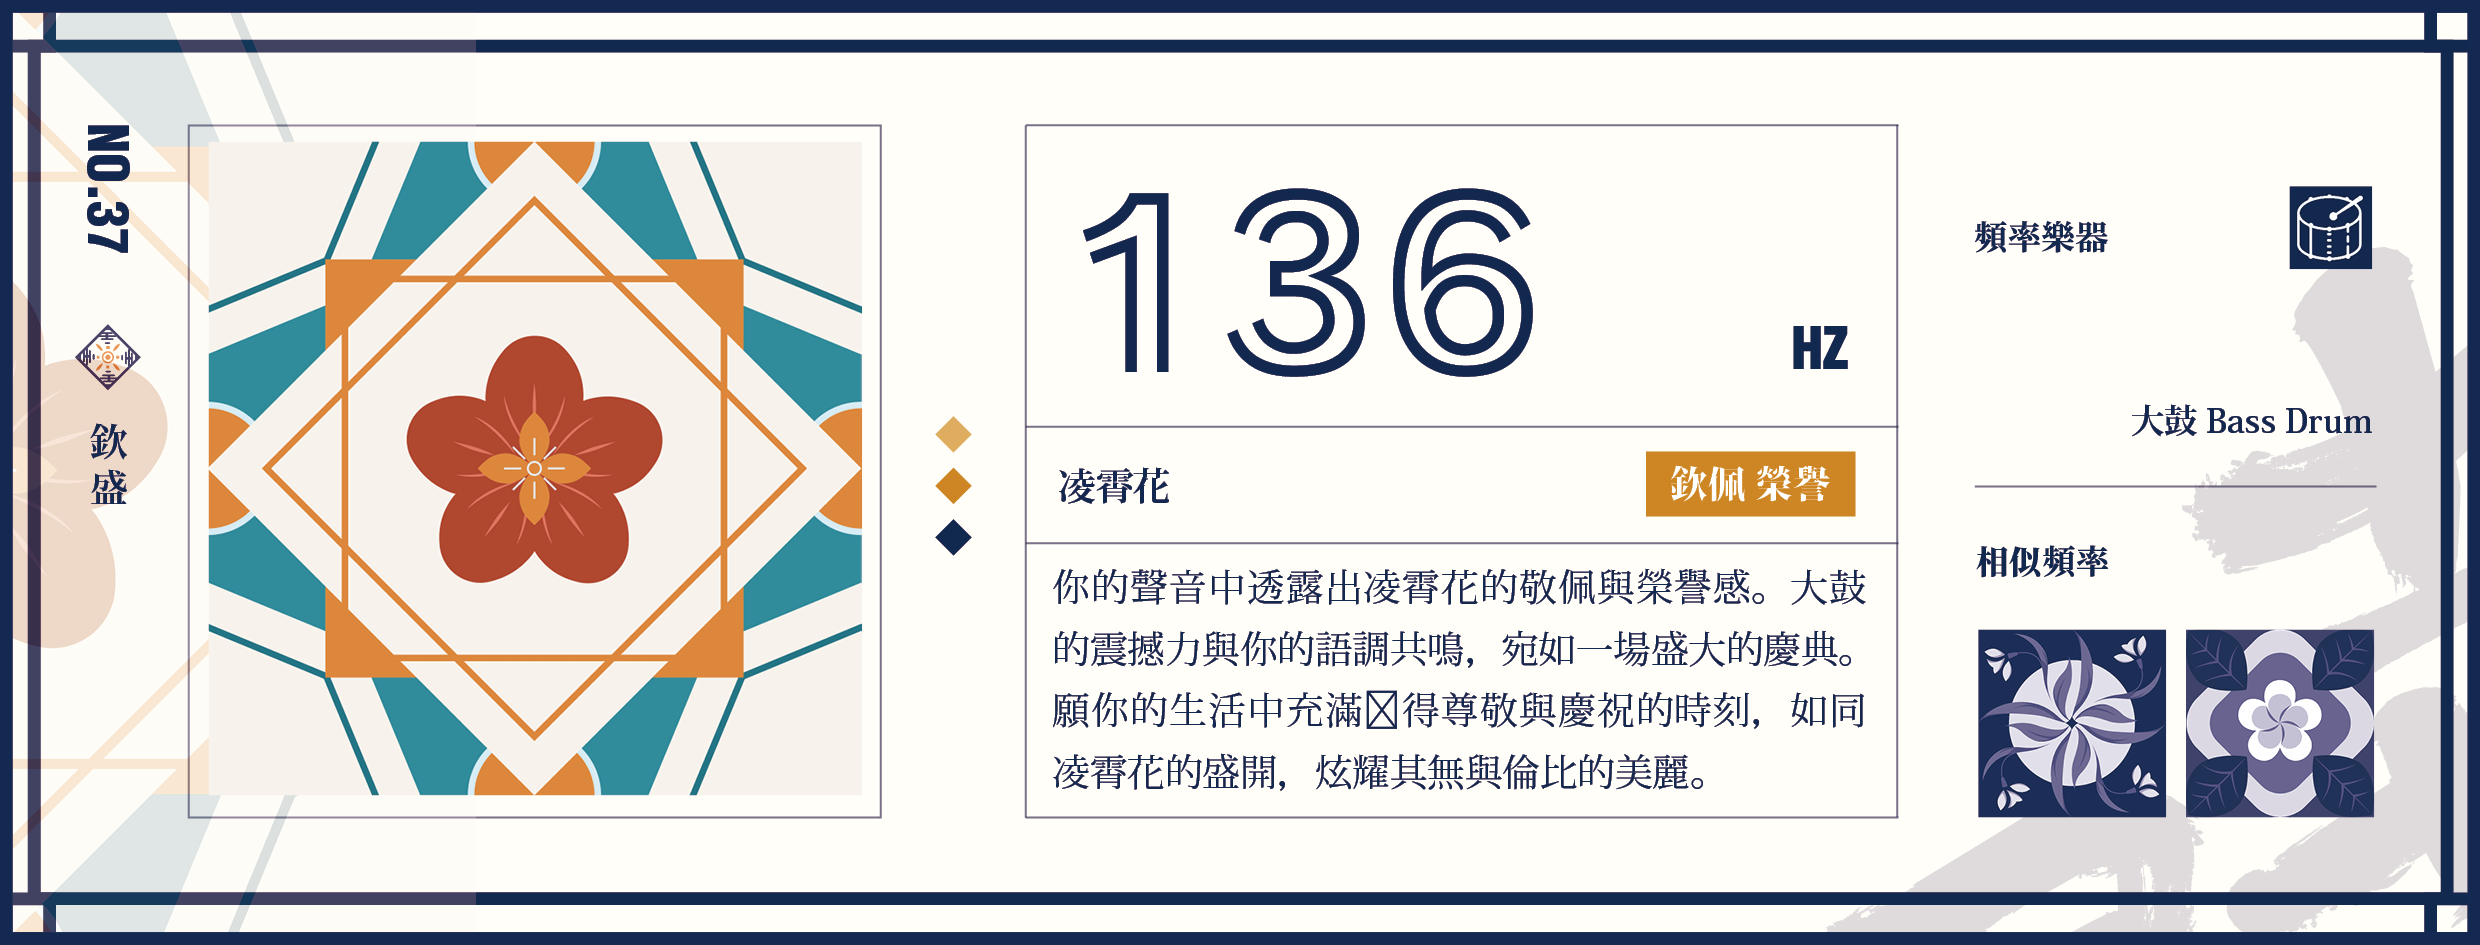 NO.37
欽盛
136
HZ
凌霄花
欽佩 榮譽
你的聲音中透露出凌霄花的敬佩與榮譽感。大鼓
的震撼力與你的語調共鳴，宛如一場盛大的慶典。
願你的生活中充滿☒得尊敬與慶祝的時刻，如同
凌霄花的盛開，炫耀其無與倫比的美麗。
頻率樂器
大鼓 Bass Drum
相似頻率